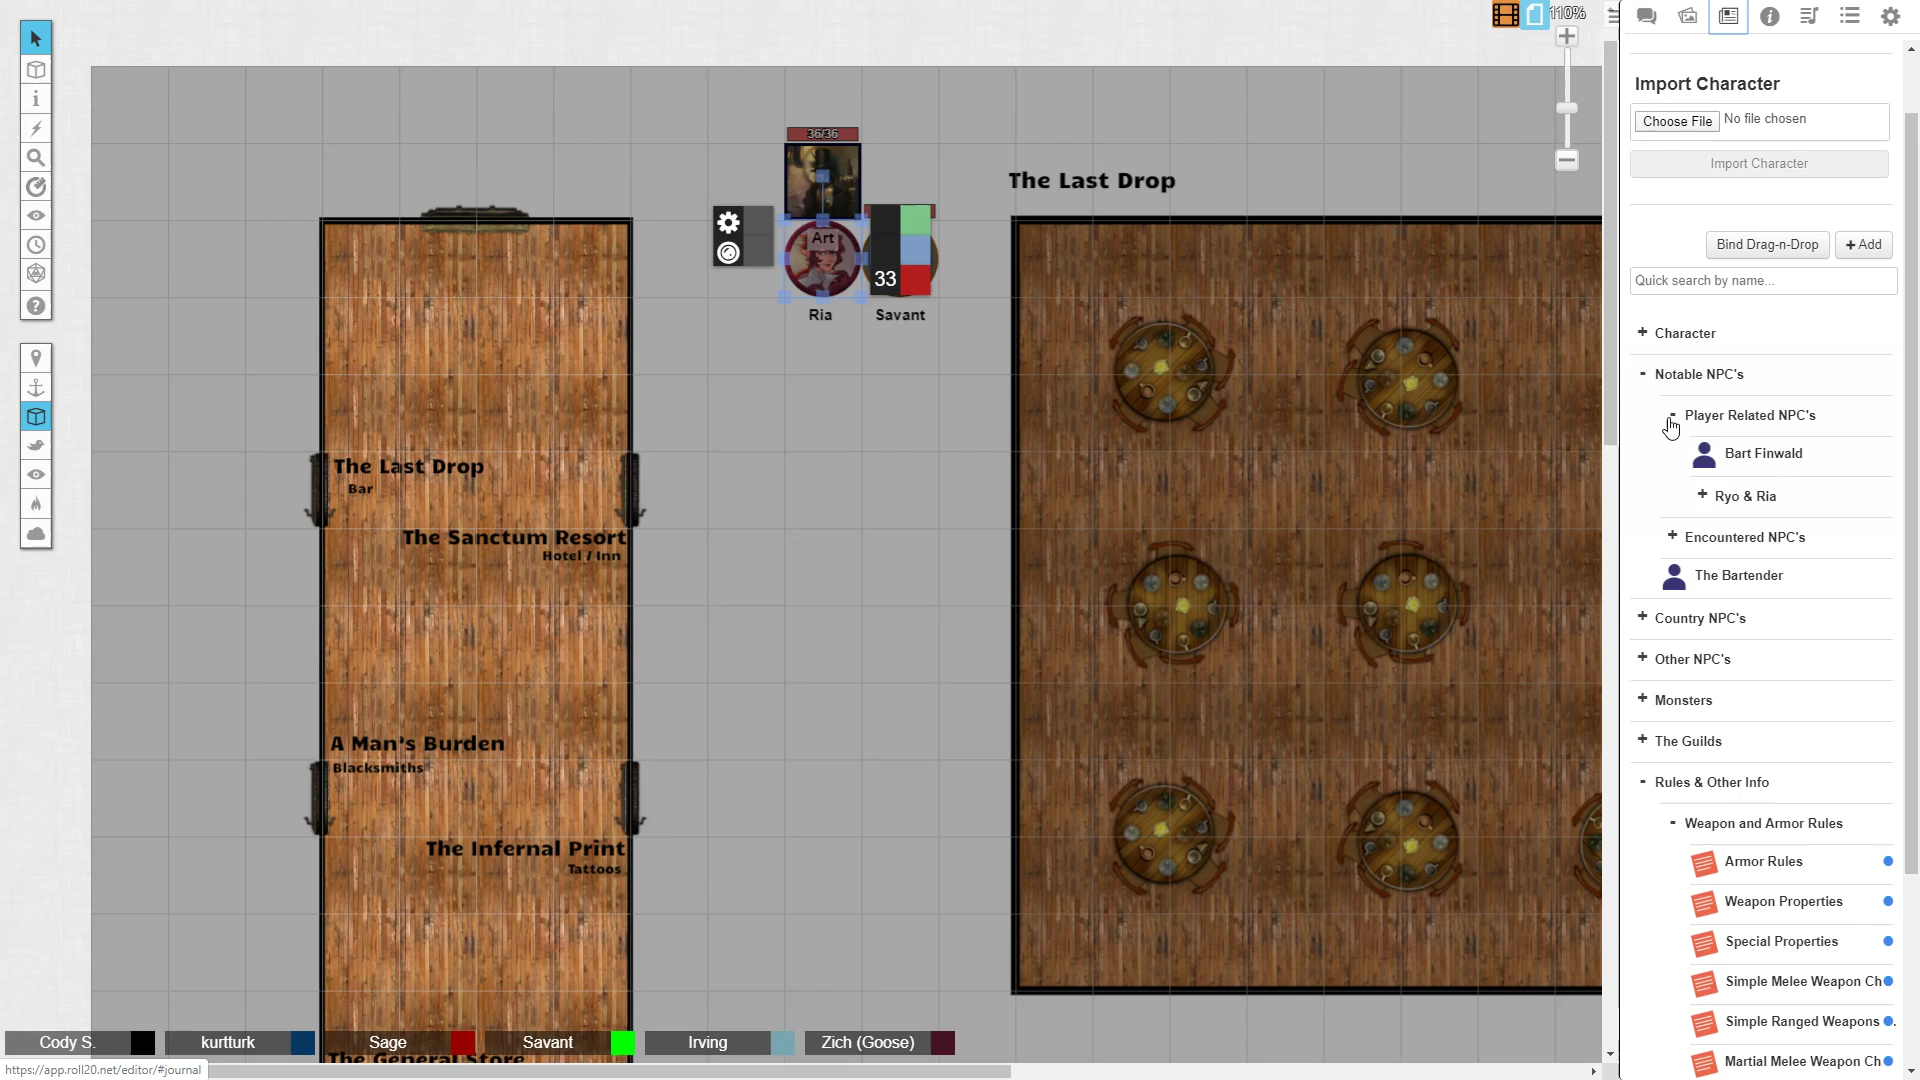 110%
Import Character
Choose File No file chosen
Import Character
36/36
The Last Drop
Art
33
Ria
Savant
Bind Drag-n-Drop
+ Add
Quick search by name...
+ Character
- Notable NPC's
- Player Related NPC's
Bart Finwald
+ Ryo & Ria
+ Encountered NPC's
The Bartender
+ Country NPC's
+ Other NPC's
+ Monsters
+ The Guilds
- Rules & Other Info
- Weapon and Armor Rules
Armor Rules
Weapon Properties
Special Properties
Simple Melee Weapon Ch
Simple Ranged Weapons .
Martial Melee Weapon Ch
The Last Drop
Bar
The Sanctum Resort
Hotel / Inn
A Man's Burden
Blacksmiths
The Infernal Print
Tattoos
The General Store
Cody S.
kurtturk
Sage
Savant
Irving
Zich (Goose)
https://app.roll20.net/editor/#journal